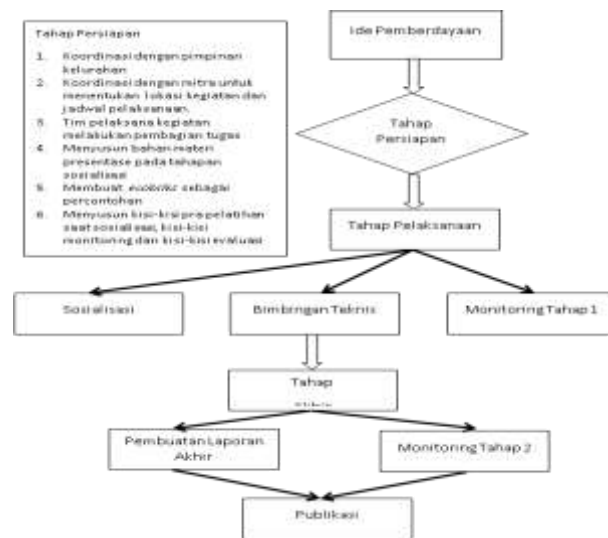 Tahap Persiapan
1. Koordinasi dengan pimpinan
kelurahan
2. Koordinasi dengan mitra untuk
menentukan lokasi kegiatan dan
jadwal pelaksanaan.
3. Tim pelaksana kegiatan
melakukan pembagian tugas
4. Menyusun bahan materi
presentase pada tahapan
sosialisasi
5. Membuat ecobriks sebagai
percontohan
6. Menyusun kisi-kisi pra pelatihan
saat sosialisasi, kisi-kisi
monitoring dan kisi-kisi evaluasi
Ide Pemberdayaan
Tahap
Persiapan
Tahap Pelaksanaan
Sosialisasi
Bimbingan Teknis
Monitoring Tahap 1
Tahap
Pembuatan Laporan
Akhir
Monitoring Tahap 2
Publikasi